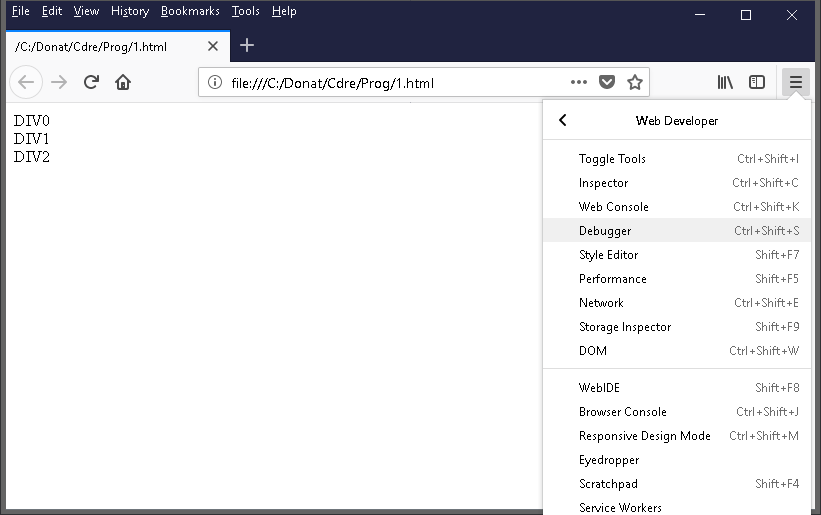 File Edit View History Bookmarks Tools Help
/C:/Donat/Cdre/Prog/1.html
file:///C:/Donat/Cdre/Prog/1.html
DIV0
DIV1
DIV2
Web Developer
Toggle Tools Ctrl+Shift+I
Inspector Ctrl+Shift+C
Web Console Ctrl+Shift+K
Debugger Ctrl+Shift+S
Style Editor Shift+F7
Performance Shift+F5
Network Ctrl+Shift+E
Storage Inspector Shift+F9
DOM Ctrl+Shift+W
WebIDE Shift+F8
Browser Console Ctrl+Shift+J
Responsive Design Mode Ctrl+Shift+M
Eyedropper
Scratchpad Shift+F4
Service Workers